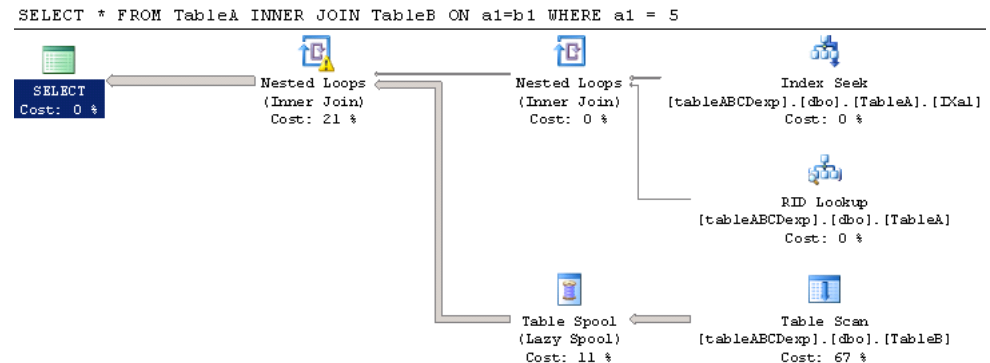 SELECT * FROM TableA INNER JOIN TableB ON a1=b1 WHERE a1 = 5
SELECT
Cost: 0 %
Nested Loops
(Inner Join)
Cost: 21 %
Nested Loops
(Inner Join)
Cost: 0 %
Index Seek
[tableABCDexp].[dbo].[TableA].[IXa1]
Cost: 0 %
RID Lookup
[tableABCDexp].[dbo].[TableA]
Cost: 0 %
Table Spool
(Lazy Spool)
Cost: 11 %
Table Scan
[tableABCDexp].[dbo].[TableB]
Cost: 67 %